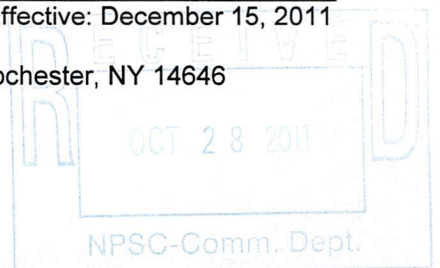 ffective: December 15, 2011
ochester, NY 14646
RECEIVED
OCT 28 2011
NPSC-Comm. Dept.